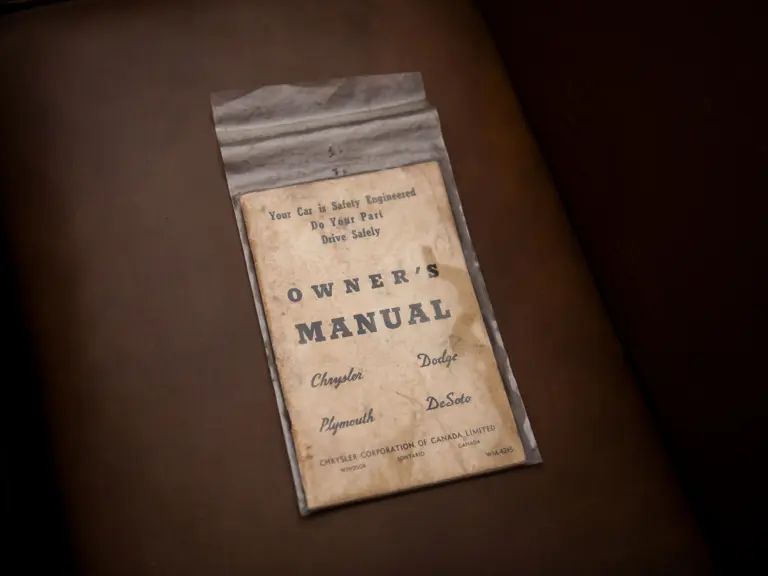 Your Car is Safety Engineered
Do Your Part
Drive Safely
OWNER'S
MANUAL
Chrysler Dodge
Plymouth DeSoto
CHRYSLER CORPORATION OF CANADA, LIMITED
WINDSOR ONTARIO CANADA